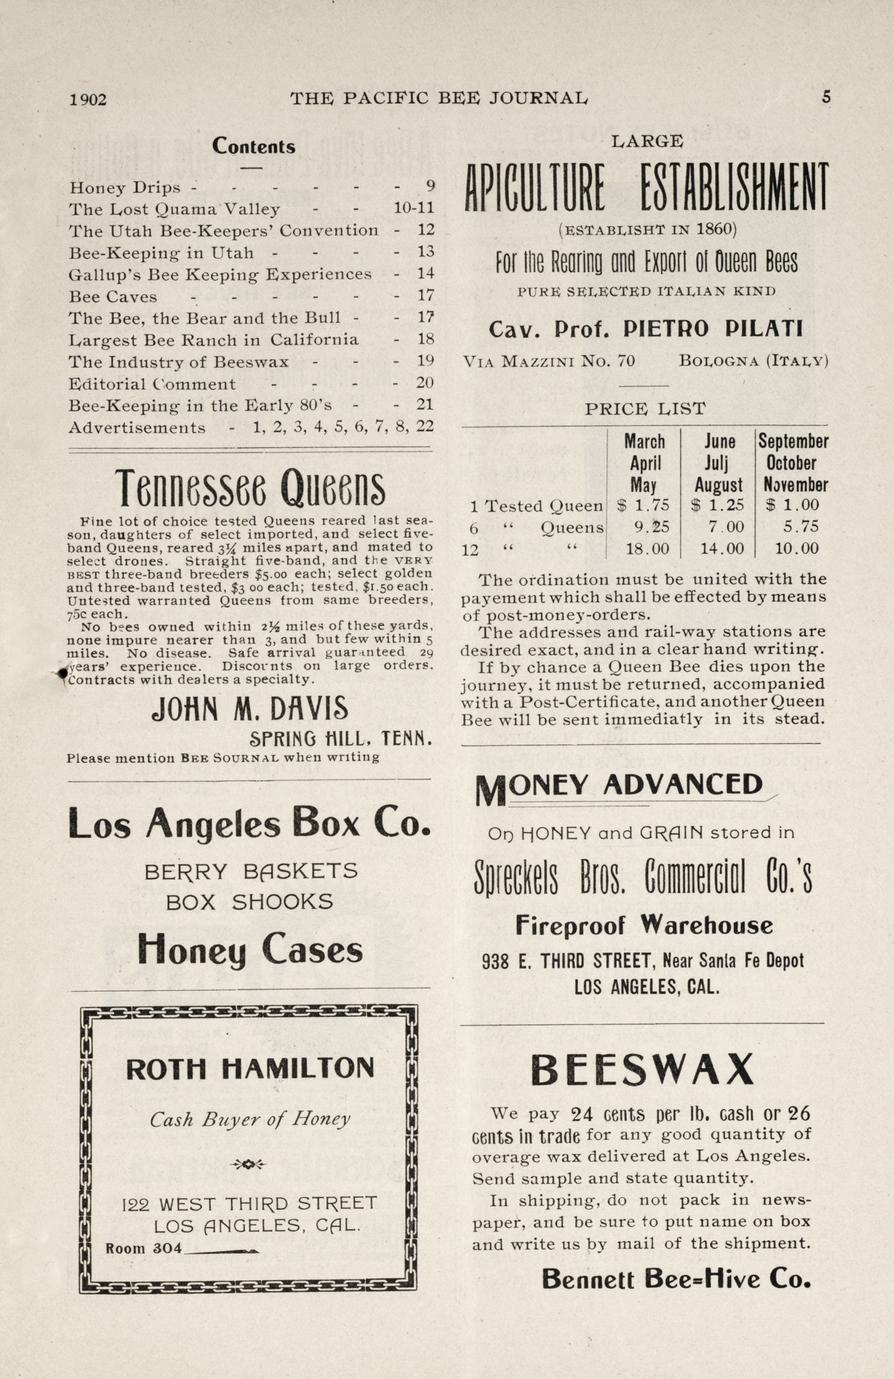 1902 THE PACIFIC BEE JOURNAL 5
Contents
Honey Drips - - - - - - 9
The Lost Quama Valley - - 10-11
The Utah Bee-Keepers' Convention - 12
Bee-Keeping in Utah - - - - 13
Gallup's Bee Keeping Experiences - 14
Bee Caves - - - - - - 17
The Bee, the Bear and the Bull - - 17
Largest Bee Ranch in California - 18
The Industry of Beeswax - - - 19
Editorial Comment - - - - 20
Bee-Keeping in the Early 80's - - 21
Advertisements - 1, 2, 3, 4, 5, 6, 7, 8, 22
Tennessee Queens
Fine lot of choice tested Queens reared last sea-
son, daughters of select imported, and select five-
band Queens, reared 3½ miles apart, and mated to
select drones. Straight five-band, and the VERY
BEST three-band breeders $5.00 each; select golden
and three-band tested, $3 00 each; tested, $1.50 each.
Untested warranted Queens from same breeders,
75c each.
No bees owned within 2½ miles of these yards,
none impure nearer than 3, and but few within 5
miles. No disease. Safe arrival guaranteed 29
years' experience. Discounts on large orders.
Contracts with dealers a specialty.
JOHN M. DAVIS
SPRING HILL, TENN.
Please mention BEE SOURNAL when writing
Los Angeles Box Co.
BERRY BASKETS
BOX SHOOKS
Honey Cases
ROTH HAMILTON
Cash Buyer of Honey
122 WEST THIRD STREET
LOS ANGELES, CAL.
Room 304
LARGE
APICULTURE ESTABLISHMENT
(ESTABLISHT IN 1860)
For the Rearing and Export of Queen Bees
PURE SELECTED ITALIAN KIND
Cav. Prof. PIETRO PILATI
VIA MAZZINI No. 70 BOLOGNA (ITALY)
PRICE LIST
March June September
April Julj October
May August November
1 Tested Queen $ 1.75 $ 1.25 $ 1.00
6 “ Queens 9.25 7.00 5.75
12 “ “ 18.00 14.00 10.00
The ordination must be united with the
payement which shall be effected by means
of post-money-orders.
The addresses and rail-way stations are
desired exact, and in a clear hand writing.
If by chance a Queen Bee dies upon the
journey, it must be returned, accompanied
with a Post-Certificate, and another Queen
Bee will be sent immediatly in its stead.
MONEY ADVANCED
On HONEY and GRAIN stored in
Spreckels Bros. Commercial Co.'s
Fireproof Warehouse
938 E. THIRD STREET, Near Santa Fe Depot
LOS ANGELES, CAL.
BEESWAX
We pay 24 cents per lb. cash or 26
cents in trade for any good quantity of
overage wax delivered at Los Angeles.
Send sample and state quantity.
In shipping, do not pack in news-
paper, and be sure to put name on box
and write us by mail of the shipment.
Bennett Bee=Hive Co.